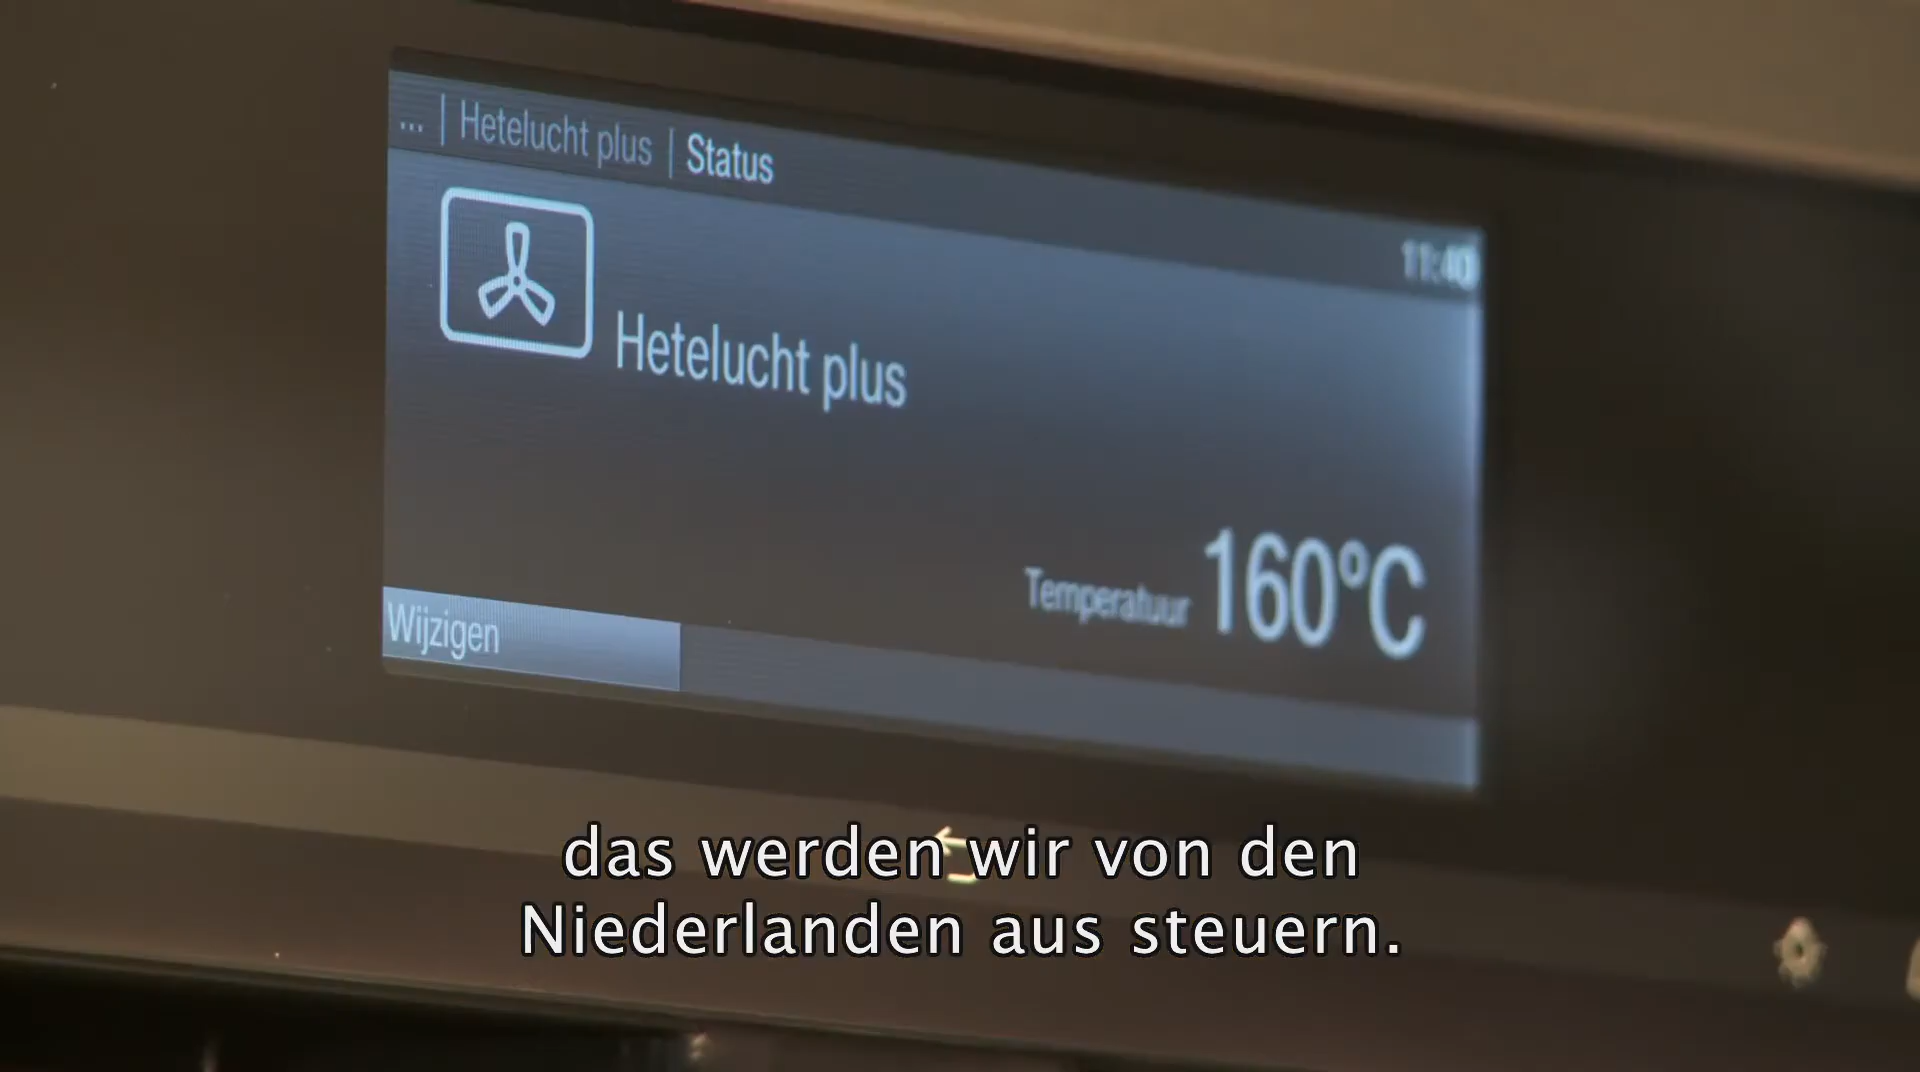 ... | Hetelucht plus | Status
11:40
Hetelucht plus
Temperatuur 160°C
Wijzigen
das werden wir von den
Niederlanden aus steuern.